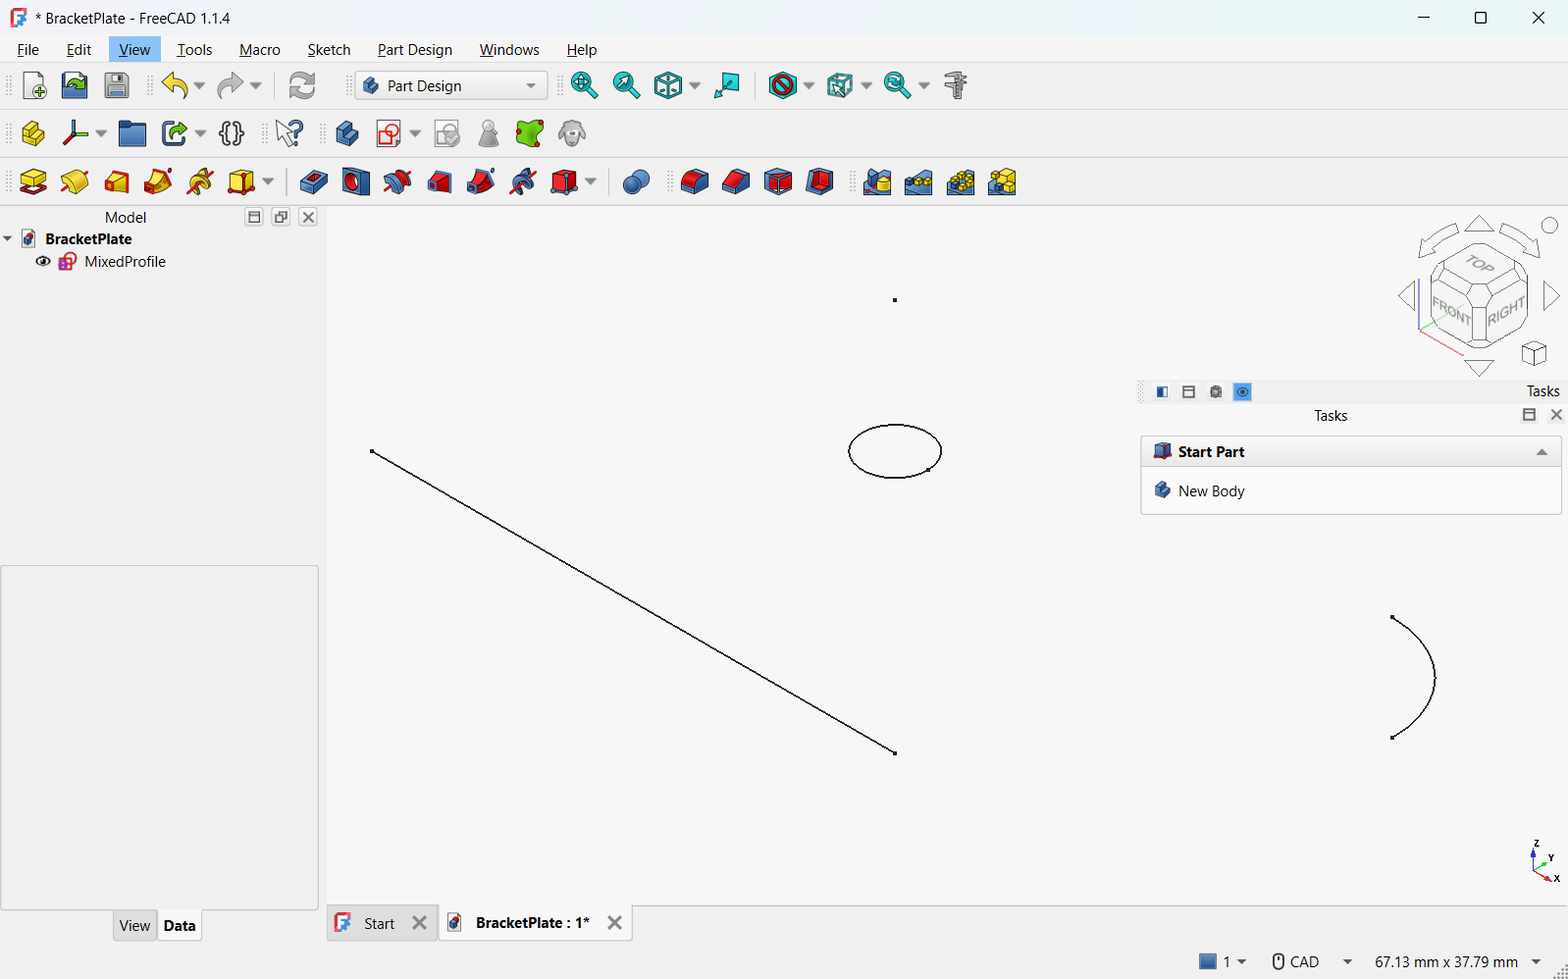 * BracketPlate - FreeCAD 1.1.4
File Edit View Tools Macro Sketch Part Design Windows Help
Part Design
Model
BracketPlate
MixedProfile
TOP
FRONT
RIGHT
Tasks
Tasks
Start Part
New Body
Z
Y
X
View Data
Start BracketPlate : 1*
1 CAD 67.13 mm x 37.79 mm